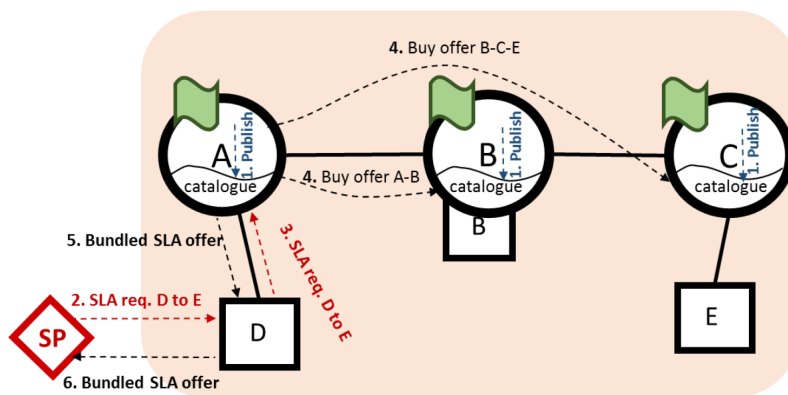 4. Buy offer B-C-E
A
1. Publish
catalogue
B
1. Publish
catalogue
C
1. Publish
catalogue
4. Buy offer A-B
B
5. Bundled SLA offer
3. SLA req. D to E
2. SLA req. D to E
SP
D
E
6. Bundled SLA offer